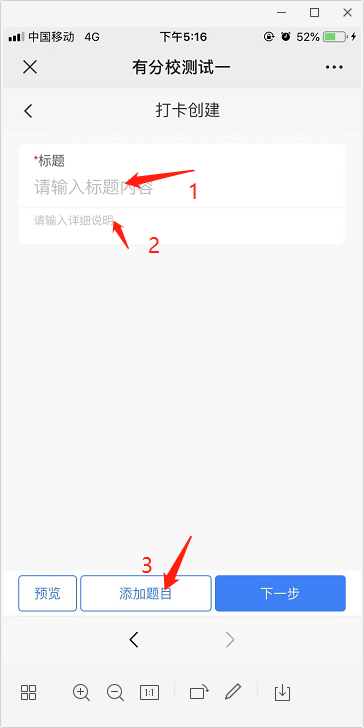 中国移动 4G 下午5:16 52%
有分校测试一
打卡创建
*标题
请输入标题内容
1
请输入详细说明
2
3
预览 添加题目 下一步
1:1